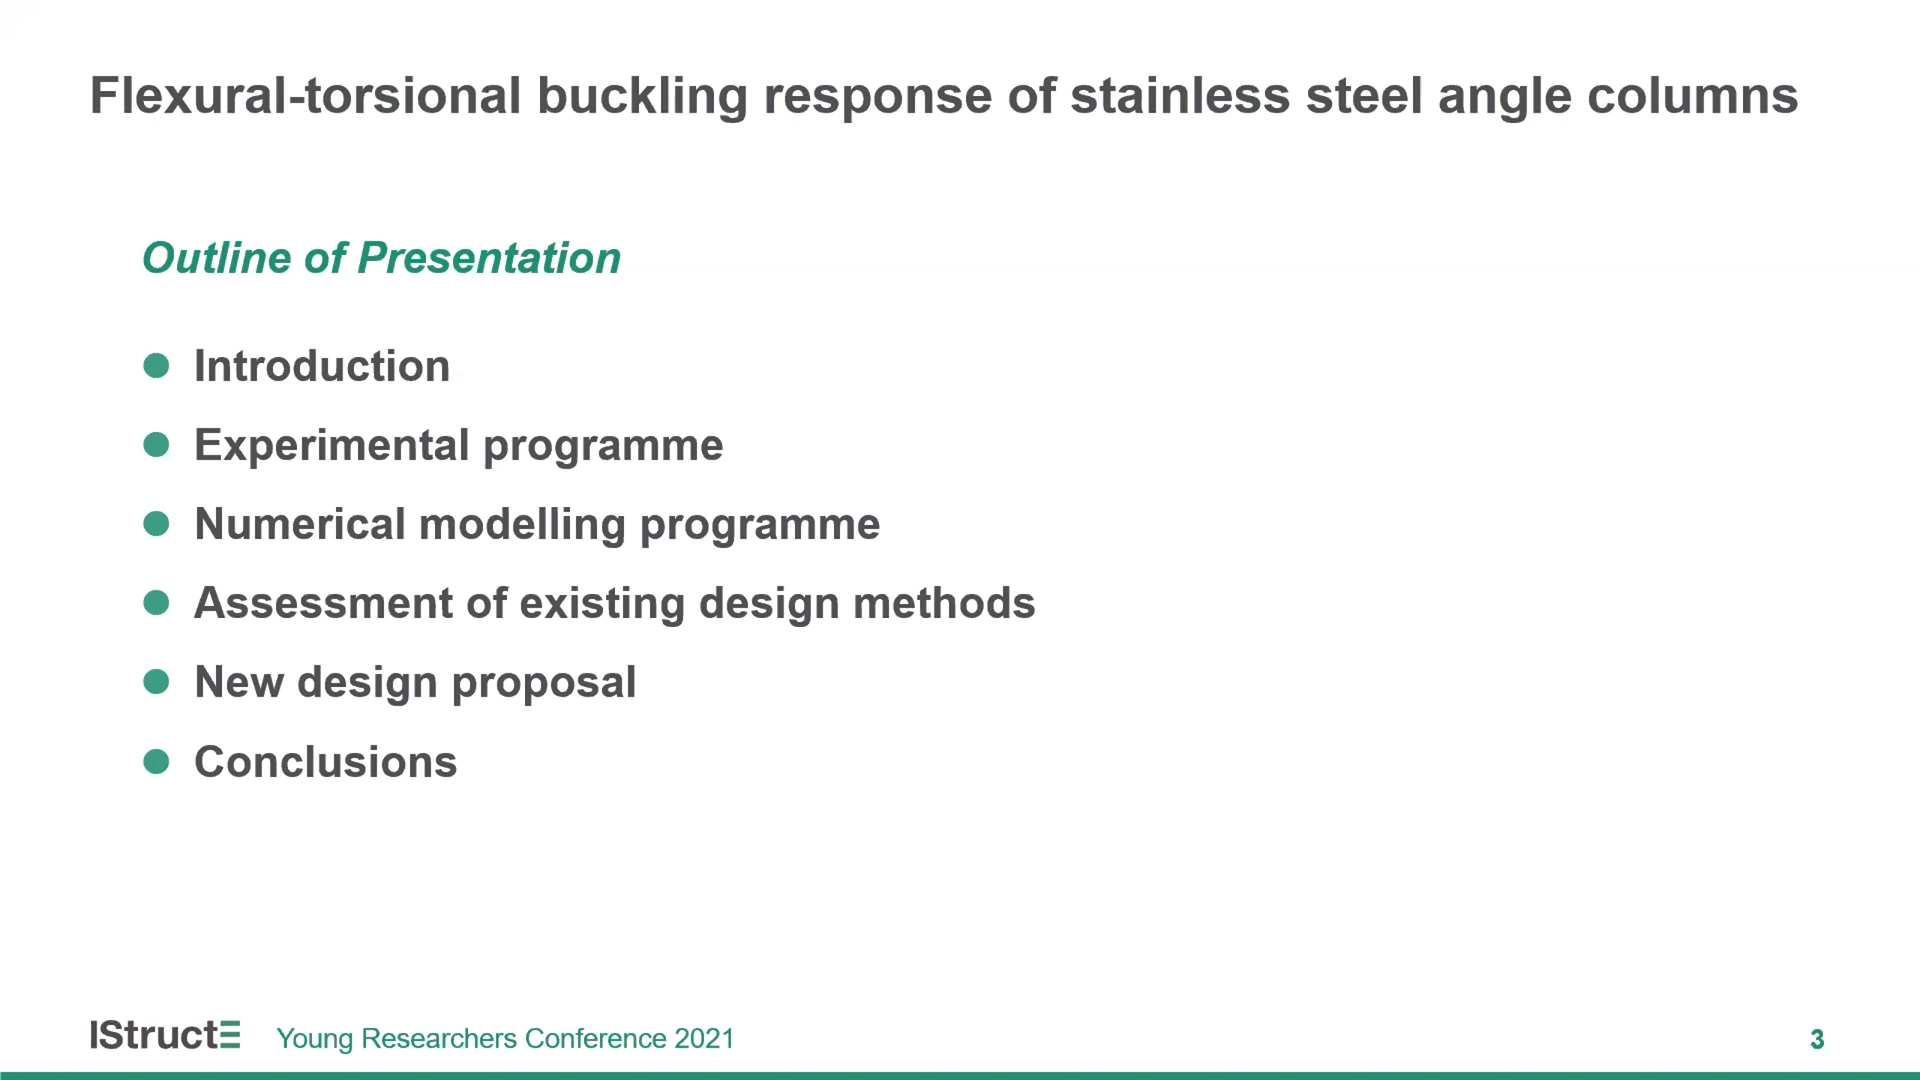 Flexural-torsional buckling response of stainless steel angle columns
Outline of Presentation
Introduction
Experimental programme
Numerical modelling programme
Assessment of existing design methods
New design proposal
Conclusions
IStructE Young Researchers Conference 2021
3